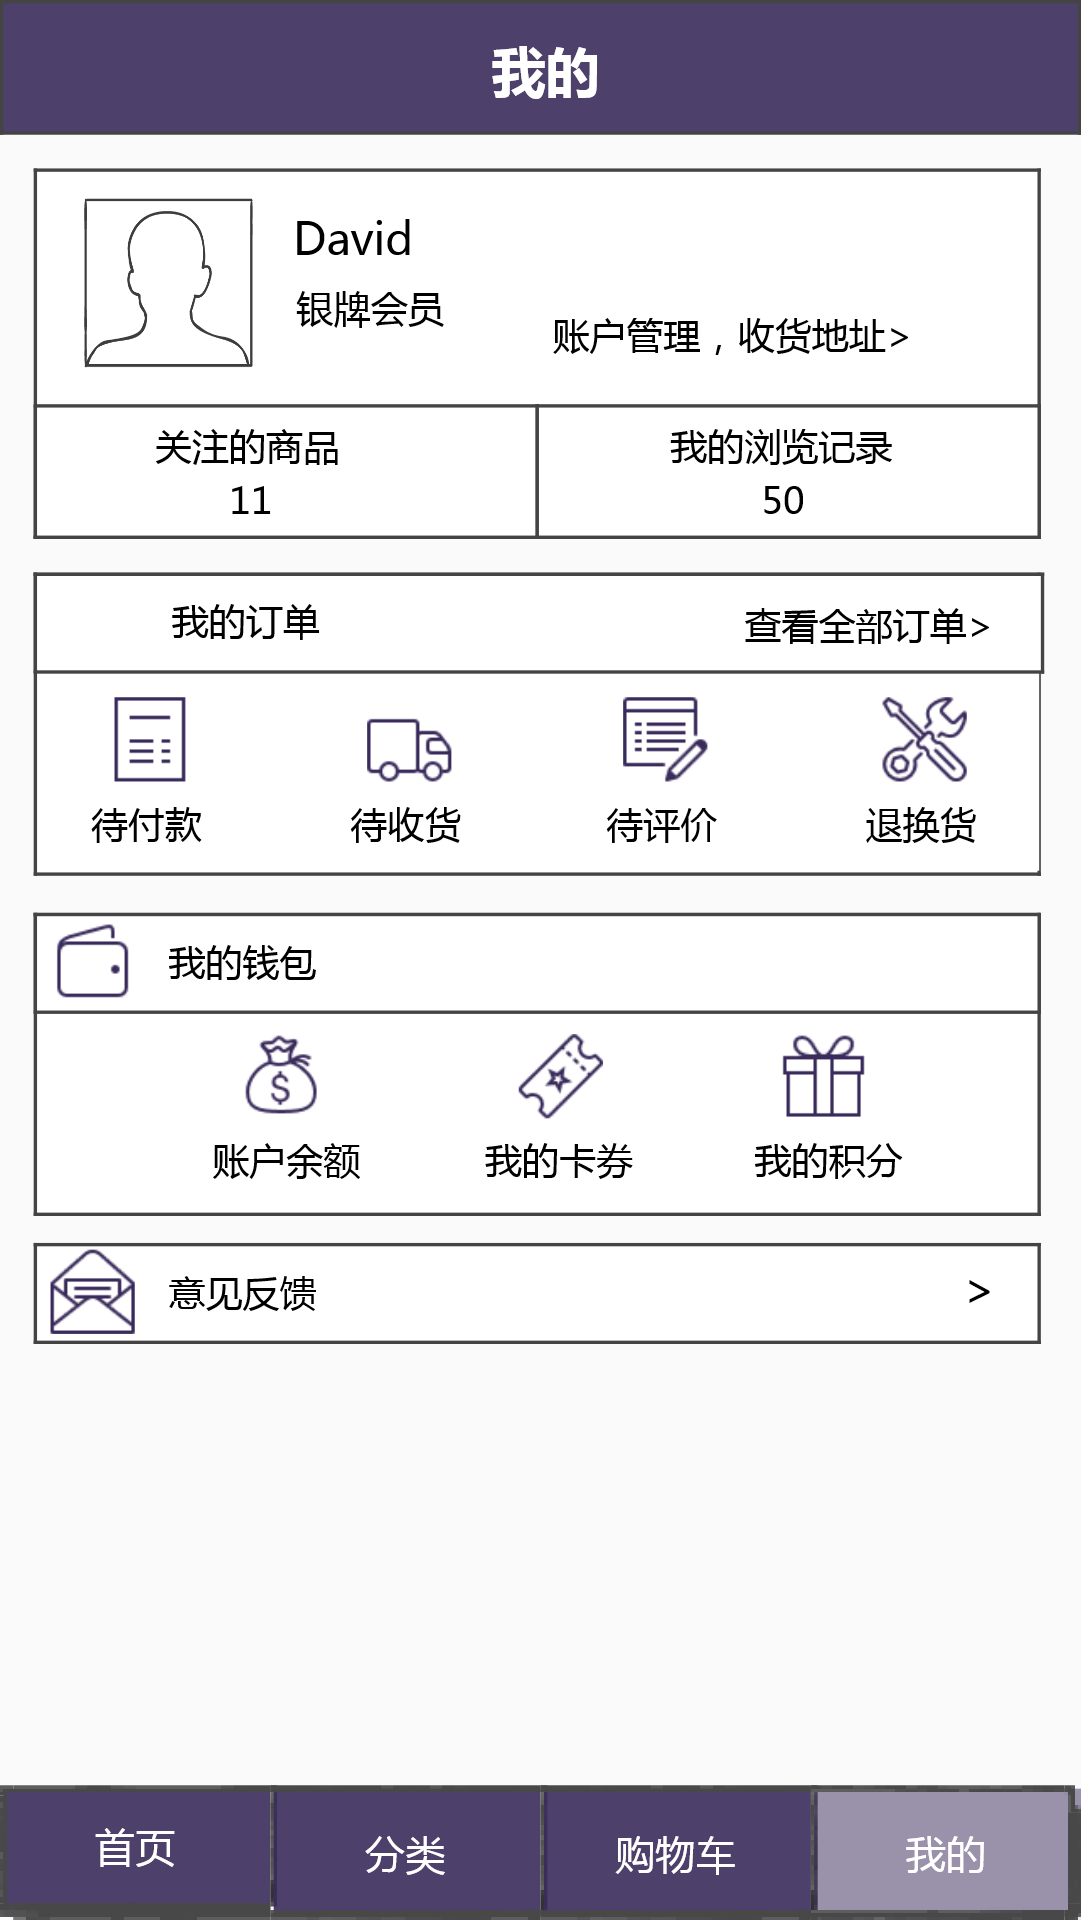 我的
David
银牌会员
账户管理，收货地址>
关注的商品
11
我的浏览记录
50
我的订单
查看全部订单>
待付款
待收货
待评价
退换货
我的钱包
$
账户余额
我的卡券
我的积分
意见反馈
>
首页
分类
购物车
我的